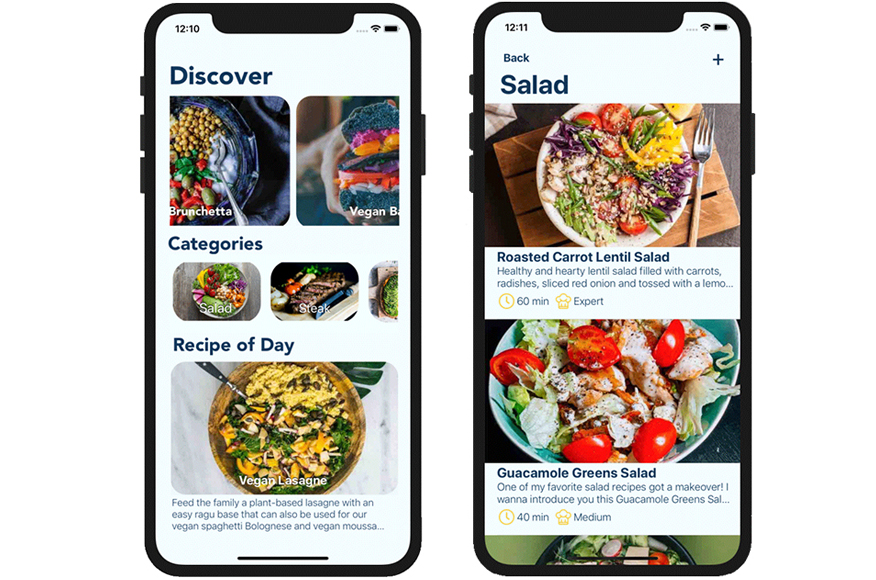 12:10
Discover
Brunchetta
Vegan Ba
Categories
Salad
Steak
Recipe of Day
Vegan Lasagne
Feed the family a plant-based lasagne with an
easy ragu base that can also be used for our
vegan spaghetti Bolognese and vegan moussa...
12:11
Back
+
Salad
Roasted Carrot Lentil Salad
Healthy and hearty lentil salad filled with carrots,
radishes, sliced red onion and tossed with a lemo...
60 min Expert
Guacamole Greens Salad
One of my favorite salad recipes got a makeover! I
wanna introduce you this Guacamole Greens Sal...
40 min Medium